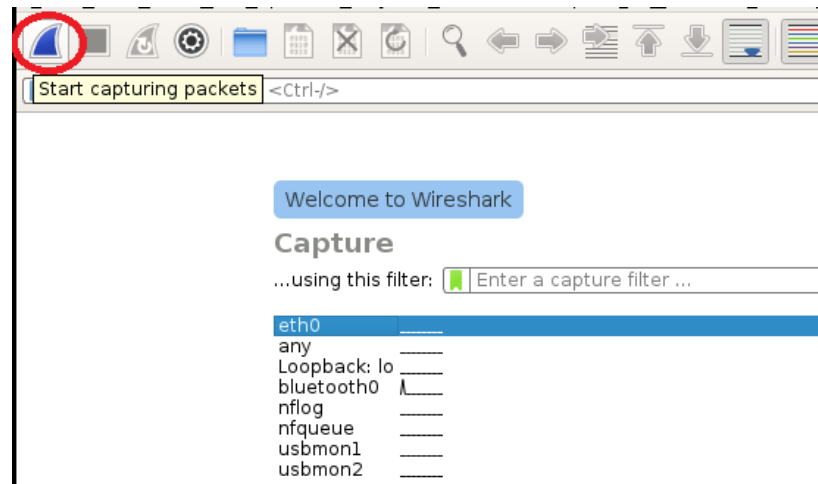 Start capturing packets <Ctrl-/>
Welcome to Wireshark
Capture
...using this filter: Enter a capture filter ...
eth0
any
Loopback: lo
bluetooth0
nflog
nfqueue
usbmon1
usbmon2